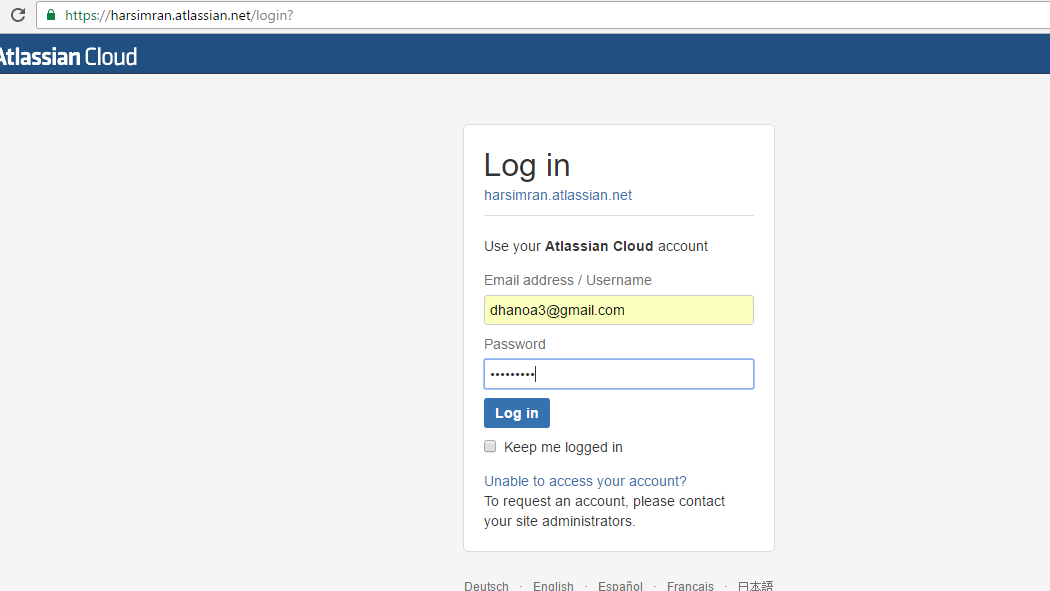 https://harsimran.atlassian.net/login?
Atlassian Cloud
Log in
harsimran.atlassian.net
Use your Atlassian Cloud account
Email address / Username
dhanoa3@gmail.com
Password
•••••••••
Log in
Keep me logged in
Unable to access your account?
To request an account, please contact
your site administrators.
Deutsch · English · Español · Français · 日本語